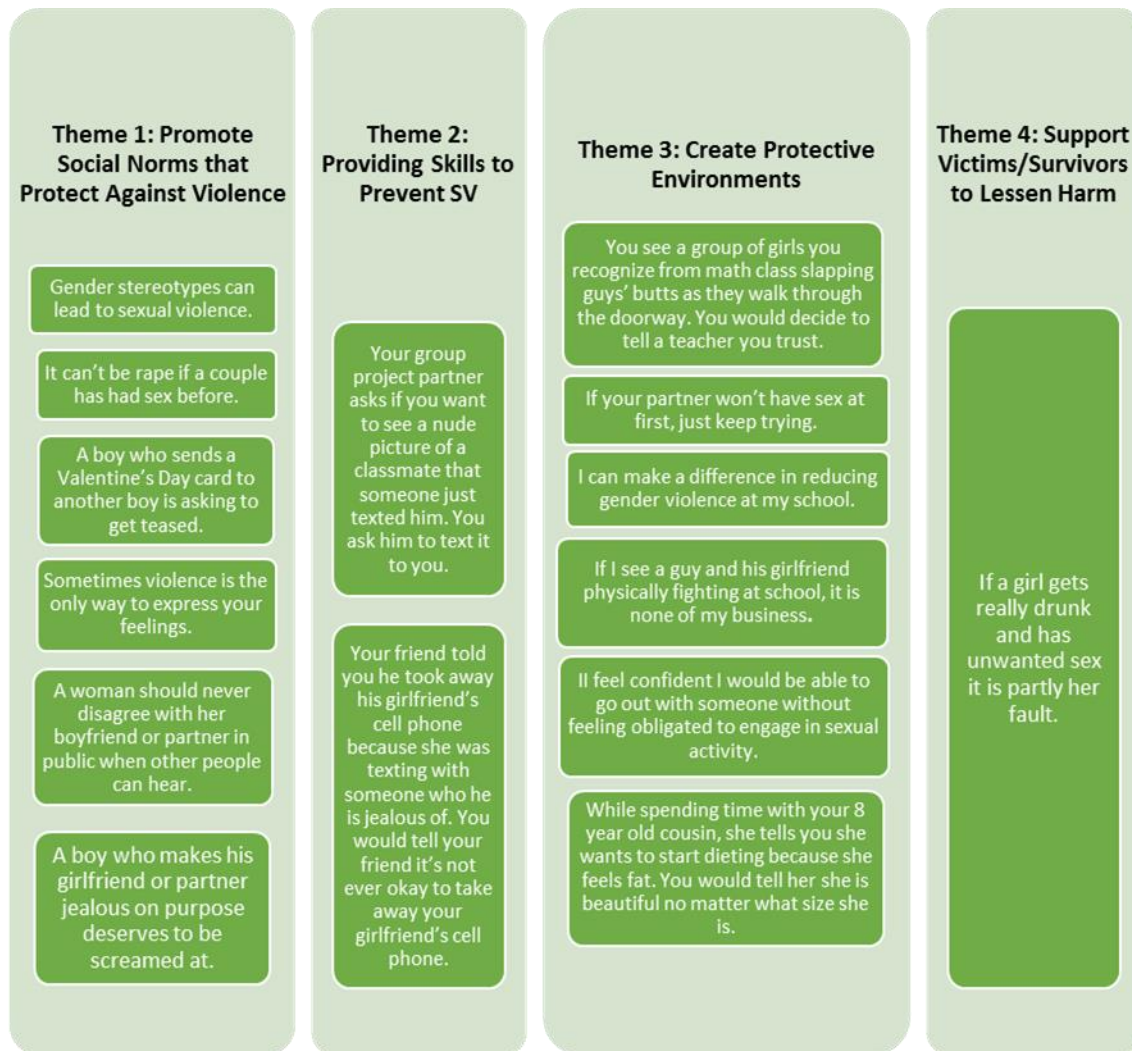 Theme 1: Promote
Social Norms that
Protect Against Violence
Gender stereotypes can
lead to sexual violence.
It can't be rape if a couple
has had sex before.
A boy who sends a
Valentine's Day card to
another boy is asking to
get teased.
Sometimes violence is the
only way to express your
feelings.
A woman should never
disagree with her
boyfriend or partner in
public when other people
can hear.
A boy who makes his
girlfriend or partner
jealous on purpose
deserves to be
screamed at.
Theme 2:
Providing Skills to
Prevent SV
Your group
project partner
asks if you want
to see a nude
picture of a
classmate that
someone just
texted him. You
ask him to text it
to you.
Your friend told
you he took away
his girlfriend's
cell phone
because she was
texting with
someone who he
is jealous of. You
would tell your
friend it's not
ever okay to take
away your
girlfriend's cell
phone.
Theme 3: Create Protective
Environments
You see a group of girls you
recognize from math class slapping
guys' butts as they walk through
the doorway. You would decide to
tell a teacher you trust.
If your partner won't have sex at
first, just keep trying.
I can make a difference in reducing
gender violence at my school.
If I see a guy and his girlfriend
physically fighting at school, it is
none of my business.
II feel confident I would be able to
go out with someone without
feeling obligated to engage in sexual
activity.
While spending time with your 8
year old cousin, she tells you she
wants to start dieting because she
feels fat. You would tell her she is
beautiful no matter what size she
is.
Theme 4: Support
Victims/Survivors
to Lessen Harm
If a girl gets
really drunk
and has
unwanted sex
it is partly her
fault.